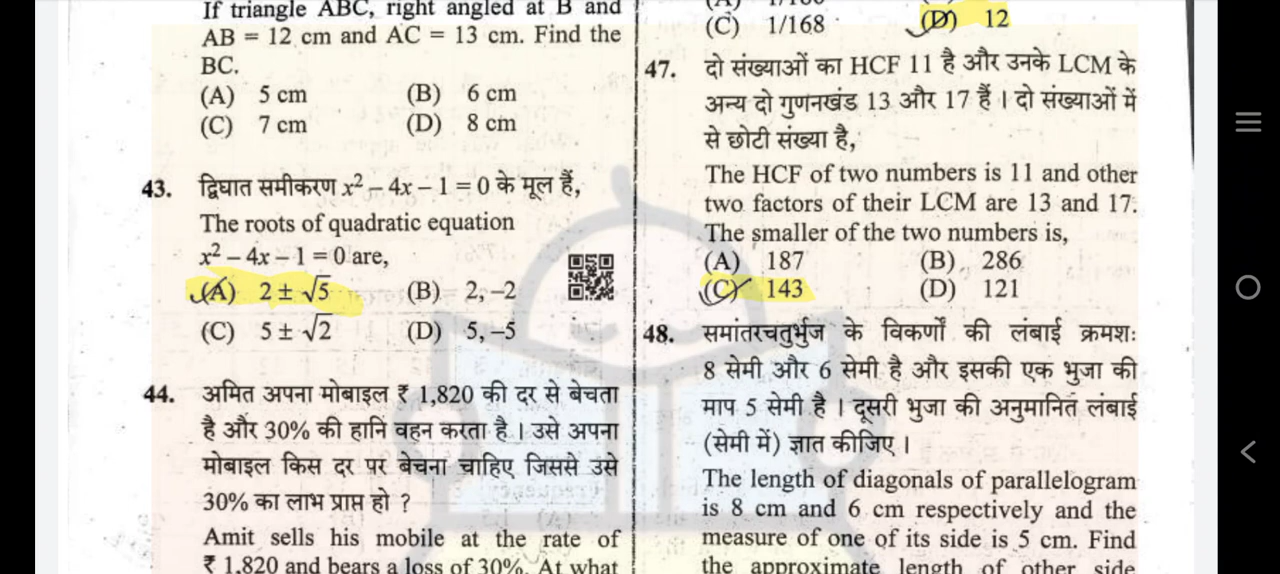 If triangle ABC, right angled at B and
AB = 12 cm and AC = 13 cm. Find the
BC.
(A) 5 cm (B) 6 cm
(C) 7 cm (D) 8 cm
43. द्विघात समीकरण x² – 4x – 1 = 0 के मूल हैं,
The roots of quadratic equation
x² – 4x – 1 = 0 are,
(A) 2 ± √5 (B) 2, –2
(C) 5 ± √2 (D) 5, –5
44. अमित अपना मोबाइल ₹ 1,820 की दर से बेचता
है और 30% की हानि वहन करता है । उसे अपना
मोबाइल किस दर पर बेचना चाहिए जिससे उसे
30% का लाभ प्राप्त हो ?
Amit sells his mobile at the rate of
₹ 1,820 and bears a loss of 30%. At what
(C) 1/168 (D) 12
47. दो संख्याओं का HCF 11 है और उनके LCM के
अन्य दो गुणनखंड 13 और 17 हैं । दो संख्याओं में
से छोटी संख्या है,
The HCF of two numbers is 11 and other
two factors of their LCM are 13 and 17.
The smaller of the two numbers is,
(A) 187 (B) 286
(C) 143 (D) 121
48. समांतरचतुर्भुज के विकर्णों की लंबाई क्रमशः
8 सेमी और 6 सेमी है और इसकी एक भुजा की
माप 5 सेमी है । दूसरी भुजा की अनुमानित लंबाई
(सेमी में) ज्ञात कीजिए ।
The length of diagonals of parallelogram
is 8 cm and 6 cm respectively and the
measure of one of its side is 5 cm. Find
the approximate length of other side